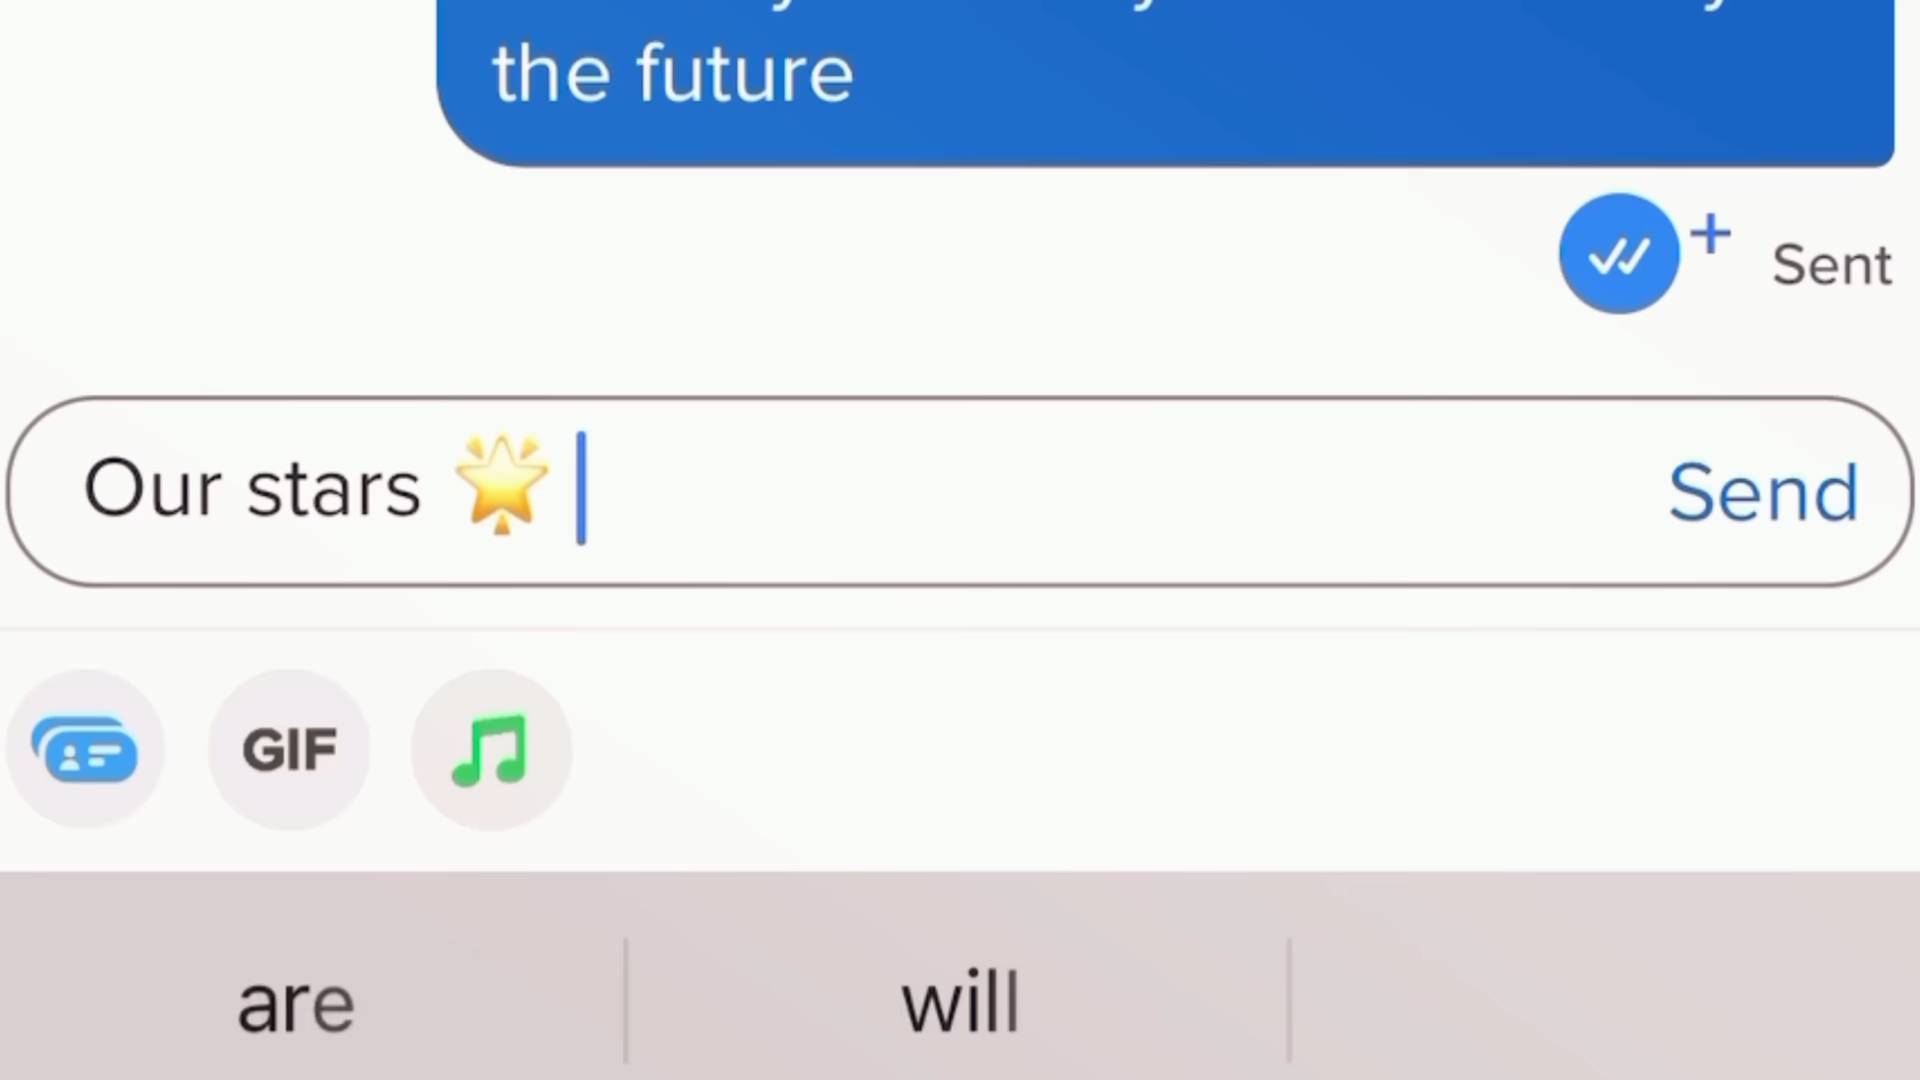 the future
Sent
Our stars 🌟
Send
GIF
are
will